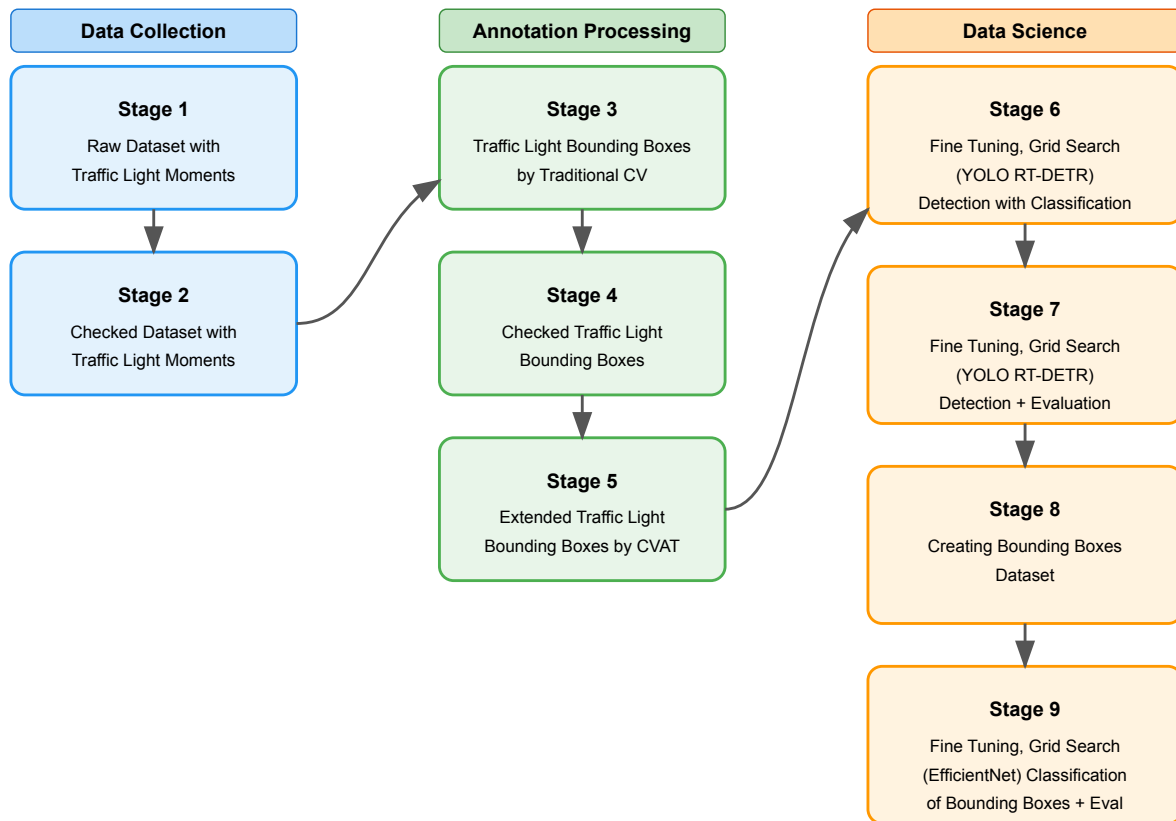 Data Collection
Stage 1
Raw Dataset with
Traffic Light Moments
Stage 2
Checked Dataset with
Traffic Light Moments
Annotation Processing
Stage 3
Traffic Light Bounding Boxes
by Traditional CV
Stage 4
Checked Traffic Light
Bounding Boxes
Stage 5
Extended Traffic Light
Bounding Boxes by CVAT
Data Science
Stage 6
Fine Tuning, Grid Search
(YOLO RT-DETR)
Detection with Classification
Stage 7
Fine Tuning, Grid Search
(YOLO RT-DETR)
Detection + Evaluation
Stage 8
Creating Bounding Boxes
Dataset
Stage 9
Fine Tuning, Grid Search
(EfficientNet) Classification
of Bounding Boxes + Eval